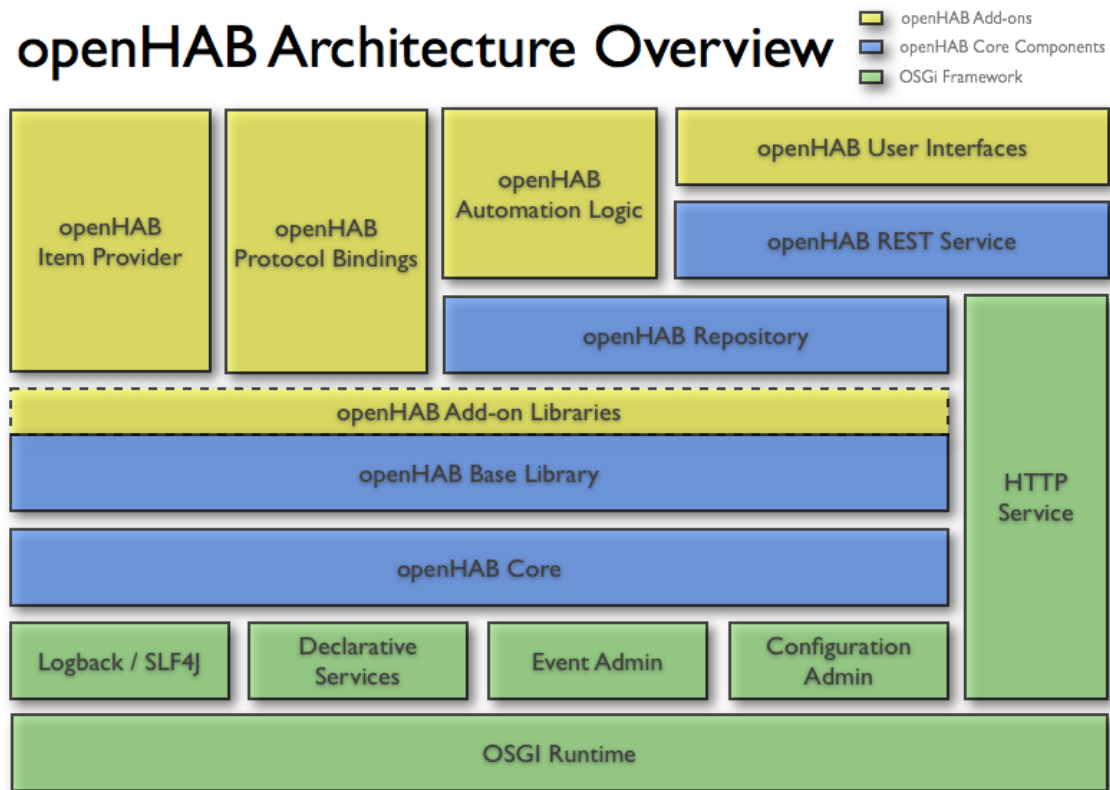 openHAB Architecture Overview
openHAB Add-ons
openHAB Core Components
OSGi Framework
openHAB
Item Provider
openHAB
Protocol Bindings
openHAB
Automation Logic
openHAB User Interfaces
openHAB REST Service
openHAB Repository
HTTP
Service
openHAB Add-on Libraries
openHAB Base Library
openHAB Core
Logback / SLF4J
Declarative
Services
Event Admin
Configuration
Admin
OSGI Runtime